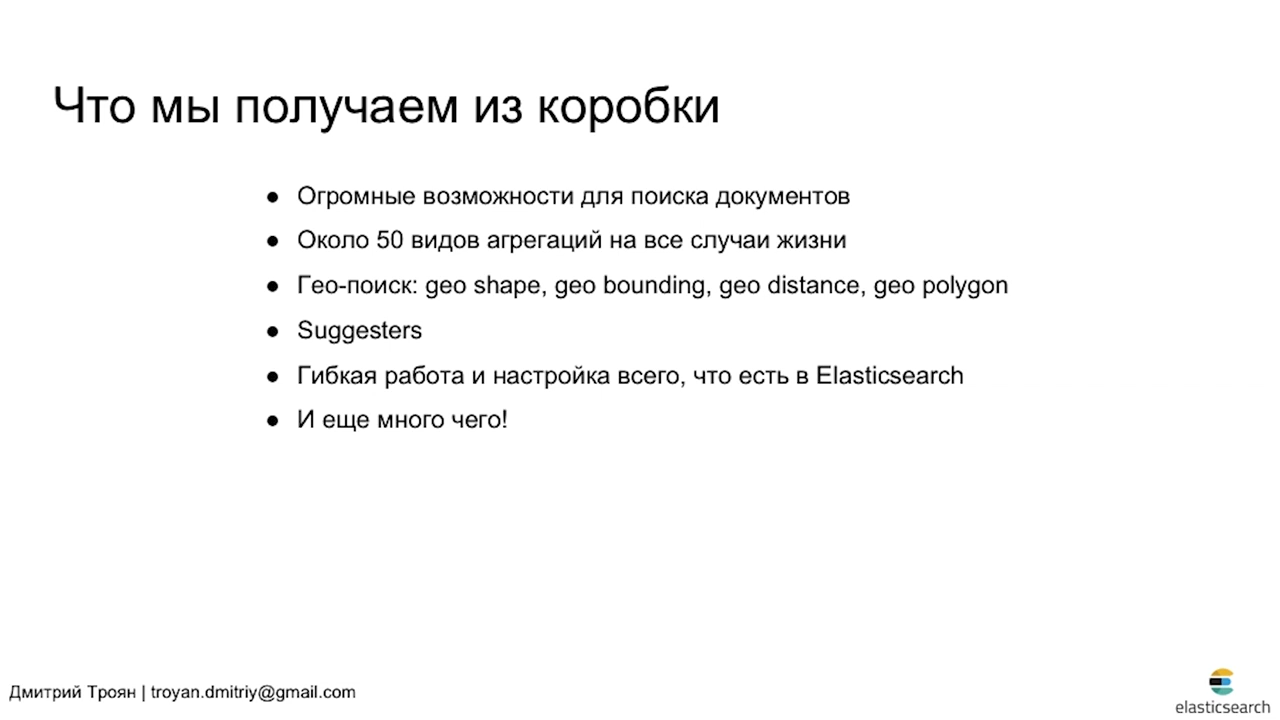 Что мы получаем из коробки
● Огромные возможности для поиска документов
● Около 50 видов агрегаций на все случаи жизни
● Гео-поиск: geo shape, geo bounding, geo distance, geo polygon
● Suggesters
● Гибкая работа и настройка всего, что есть в Elasticsearch
● И еще много чего!
Дмитрий Троян | troyan.dmitriy@gmail.com
elasticsearch